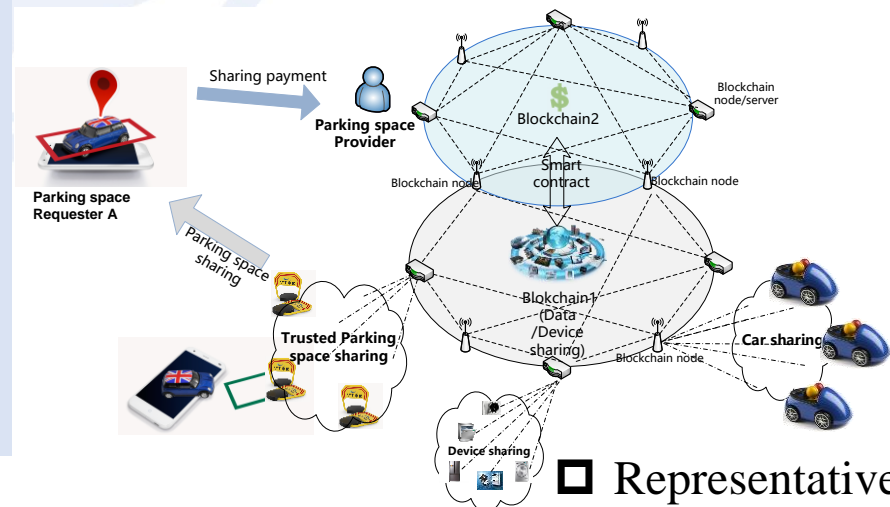 Sharing payment
Parking space
Provider
Parking space
Requester A
Parking space
sharing
$
Blockchain2
Blockchain
node/server
Smart
contract
Blockchain node
Blockchain node
Blokchain1
(Data
/Device
sharing)
Blockchain node
Trusted Parking
space sharing
Car sharing
Device sharing
Representative